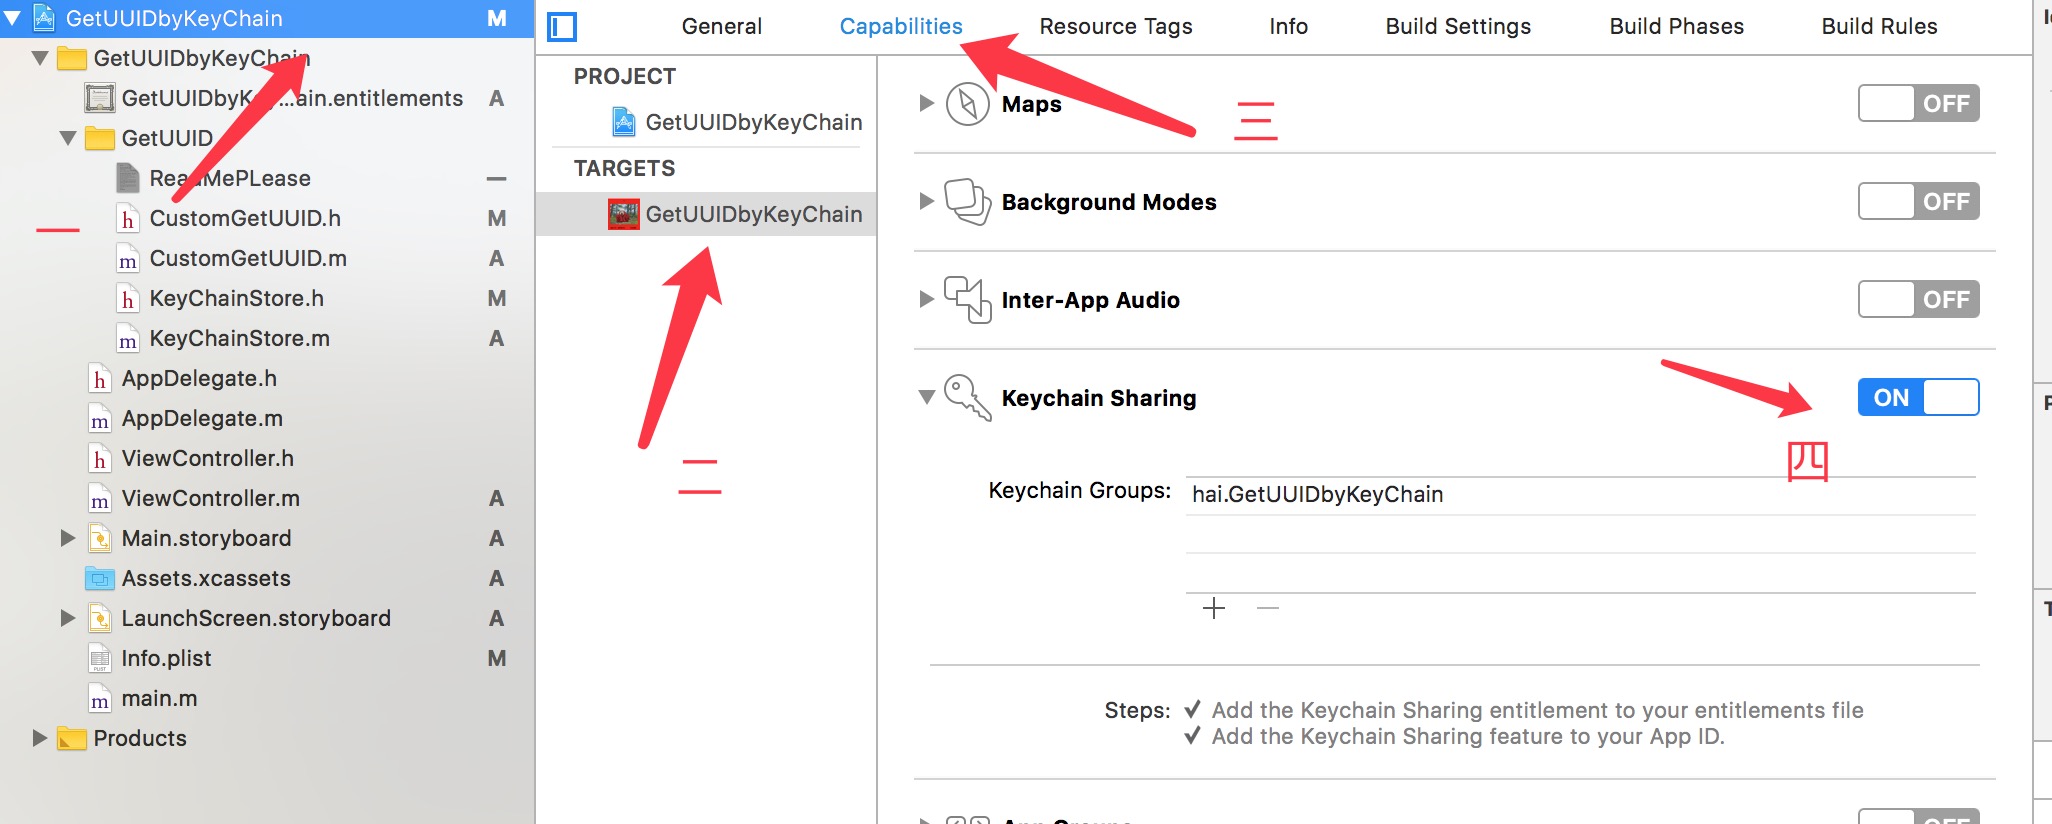 GetUUIDbyKeyChain M
GetUUIDbyKeyChain
GetUUIDbyKey...ain.entitlements A
GetUUID
ReadMePLease —
CustomGetUUID.h M
一
CustomGetUUID.m A
KeyChainStore.h M
KeyChainStore.m A
AppDelegate.h
AppDelegate.m
ViewController.h
ViewController.m A
Main.storyboard A
Assets.xcassets A
LaunchScreen.storyboard A
Info.plist M
main.m
Products
General Capabilities Resource Tags Info Build Settings Build Phases Build Rules
PROJECT
GetUUIDbyKeyChain
TARGETS
GetUUIDbyKeyChain
二
Maps OFF
三
Background Modes OFF
Inter-App Audio OFF
Keychain Sharing ON
四
Keychain Groups: hai.GetUUIDbyKeyChain
Steps: ✓ Add the Keychain Sharing entitlement to your entitlements file
✓ Add the Keychain Sharing feature to your App ID.